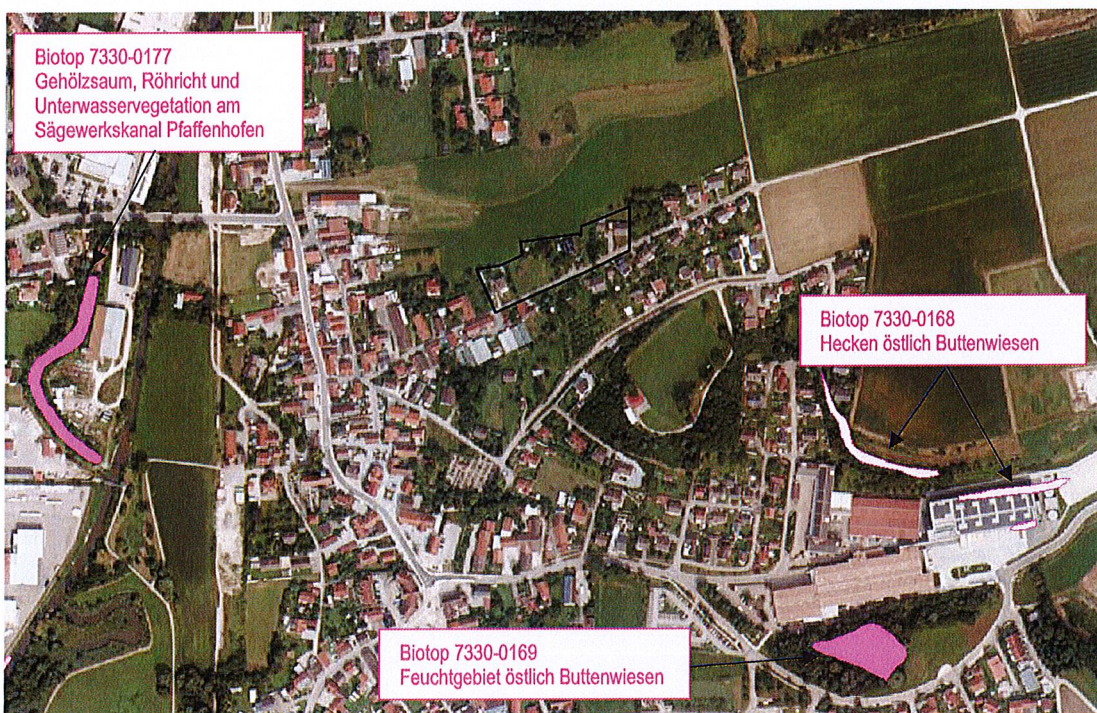 Biotop 7330-0177
Gehölzsaum, Röhricht und
Unterwasservegetation am
Sägewerkskanal Pfaffenhofen
Biotop 7330-0168
Hecken östlich Buttenwiesen
Biotop 7330-0169
Feuchtgebiet östlich Buttenwiesen